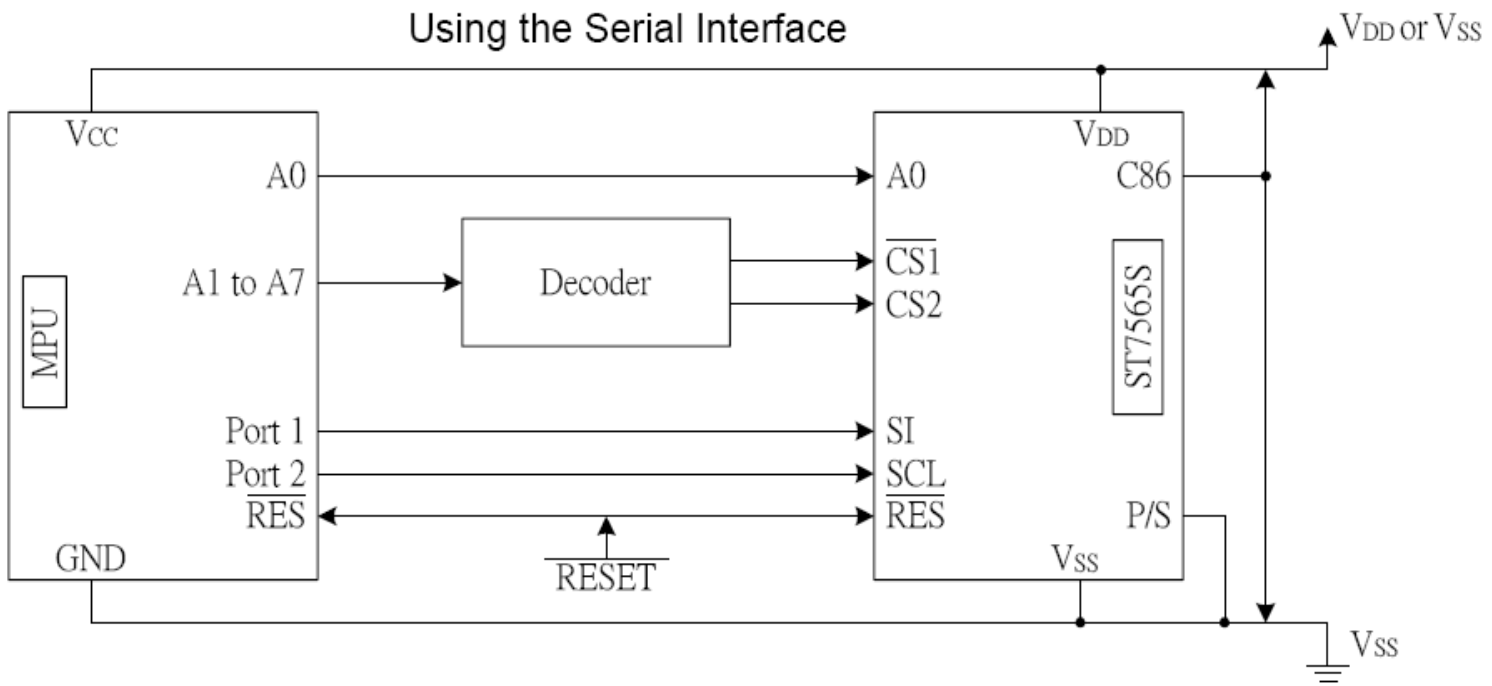 Using the Serial Interface
VDD or VSS
VCC
VDD
A0
A0
C86
A1 to A7
Decoder
CS1
CS2
MPU
ST7565S
Port 1
SI
Port 2
SCL
RES
RES
P/S
RESET
GND
VSS
VSS